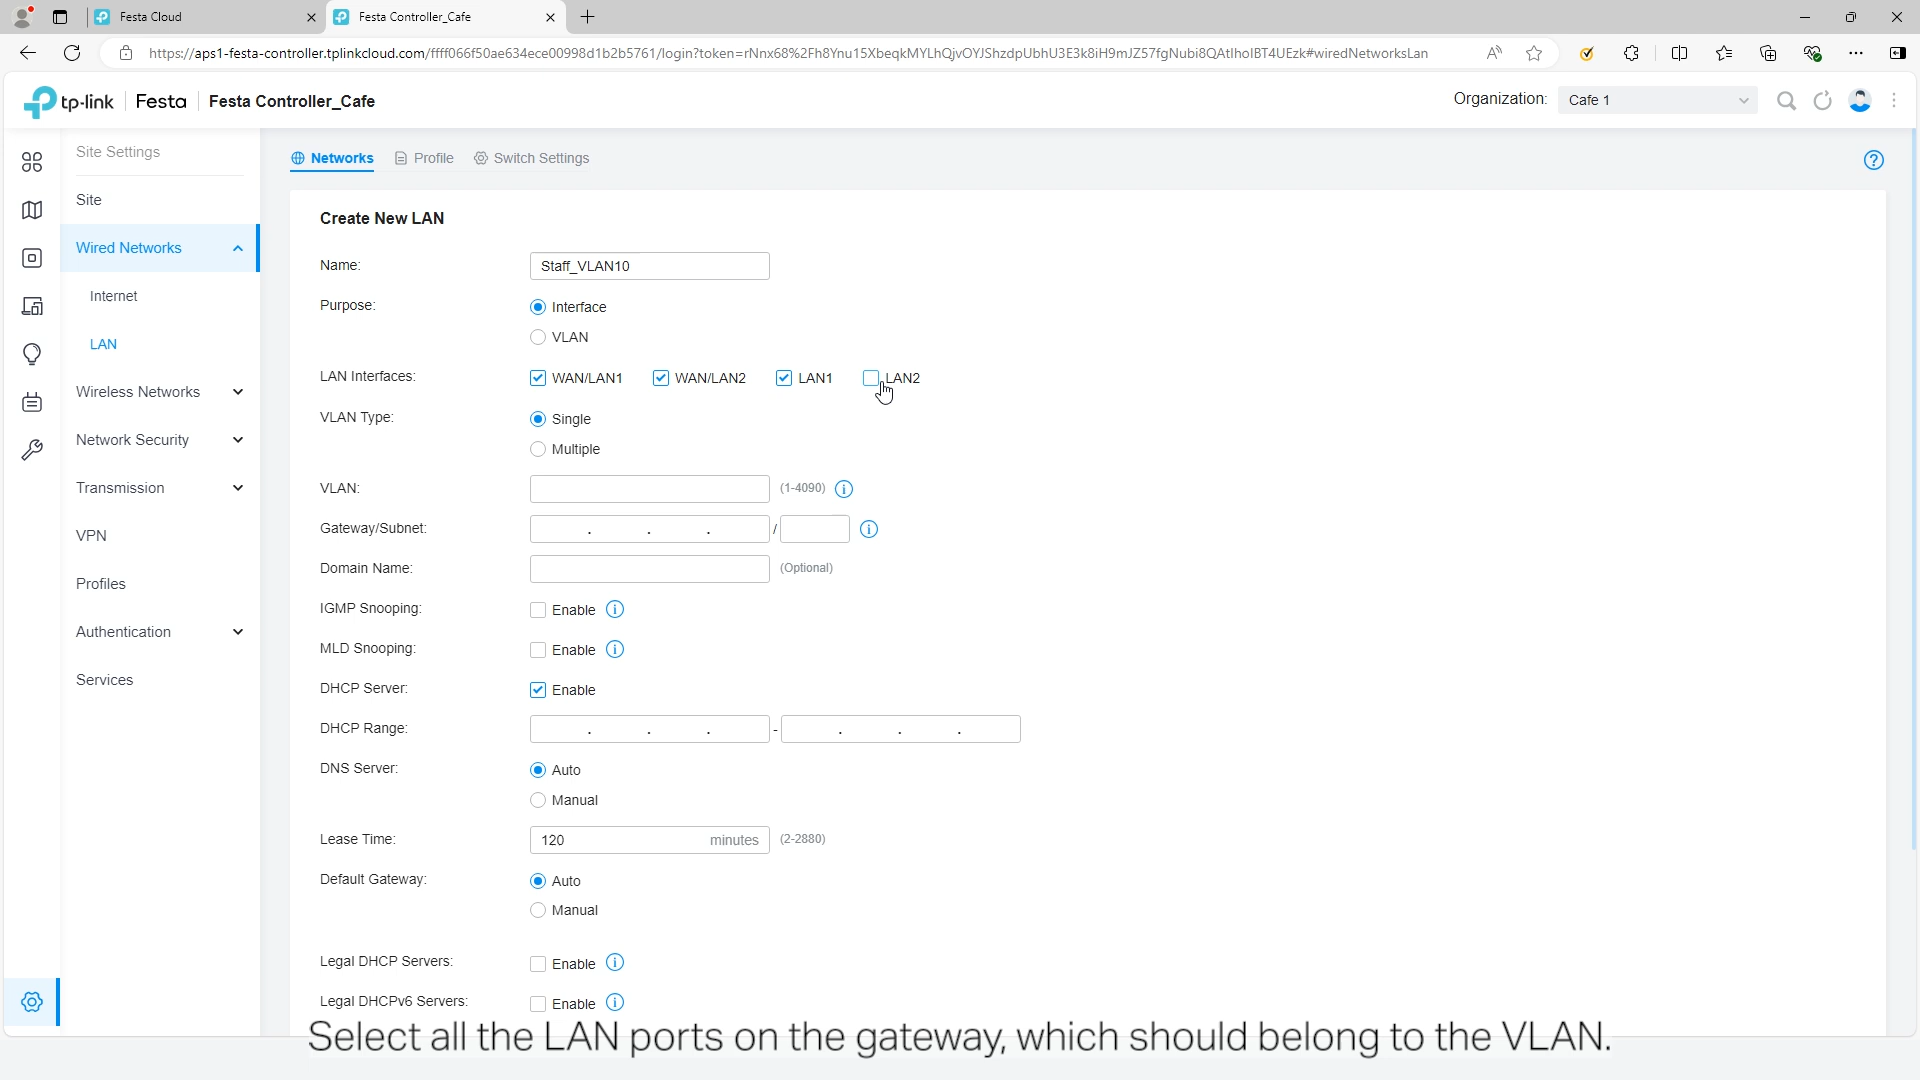 Festa Cloud
Festa Controller_Cafe
https://aps1-festa-controller.tplinkcloud.com/ffff066f50ae634ece00998d1b2b5761/login?token=rNnx68%2Fh8Ynu15XbeqkMYLhQjvOYJShzdpUbhU3E3k8iH9mJZ57fgNubi8QAtIhoIBT4UEzk#wiredNetworksLan
tp-link Festa Festa Controller_Cafe
Organization: Cafe 1
Site Settings
Site
Wired Networks
Internet
LAN
Wireless Networks
Network Security
Transmission
VPN
Profiles
Authentication
Services
Networks Profile Switch Settings
Create New LAN
Name: Staff_VLAN10
Purpose: Interface
VLAN
LAN Interfaces: WAN/LAN1 WAN/LAN2 LAN1 LAN2
VLAN Type: Single
Multiple
VLAN: (1-4090)
Gateway/Subnet: . . . /
Domain Name: (Optional)
IGMP Snooping: Enable
MLD Snooping: Enable
DHCP Server: Enable
DHCP Range: . . . - . . .
DNS Server: Auto
Manual
Lease Time: 120 minutes (2-2880)
Default Gateway: Auto
Manual
Legal DHCP Servers: Enable
Legal DHCPv6 Servers: Enable
Select all the LAN ports on the gateway, which should belong to the VLAN.